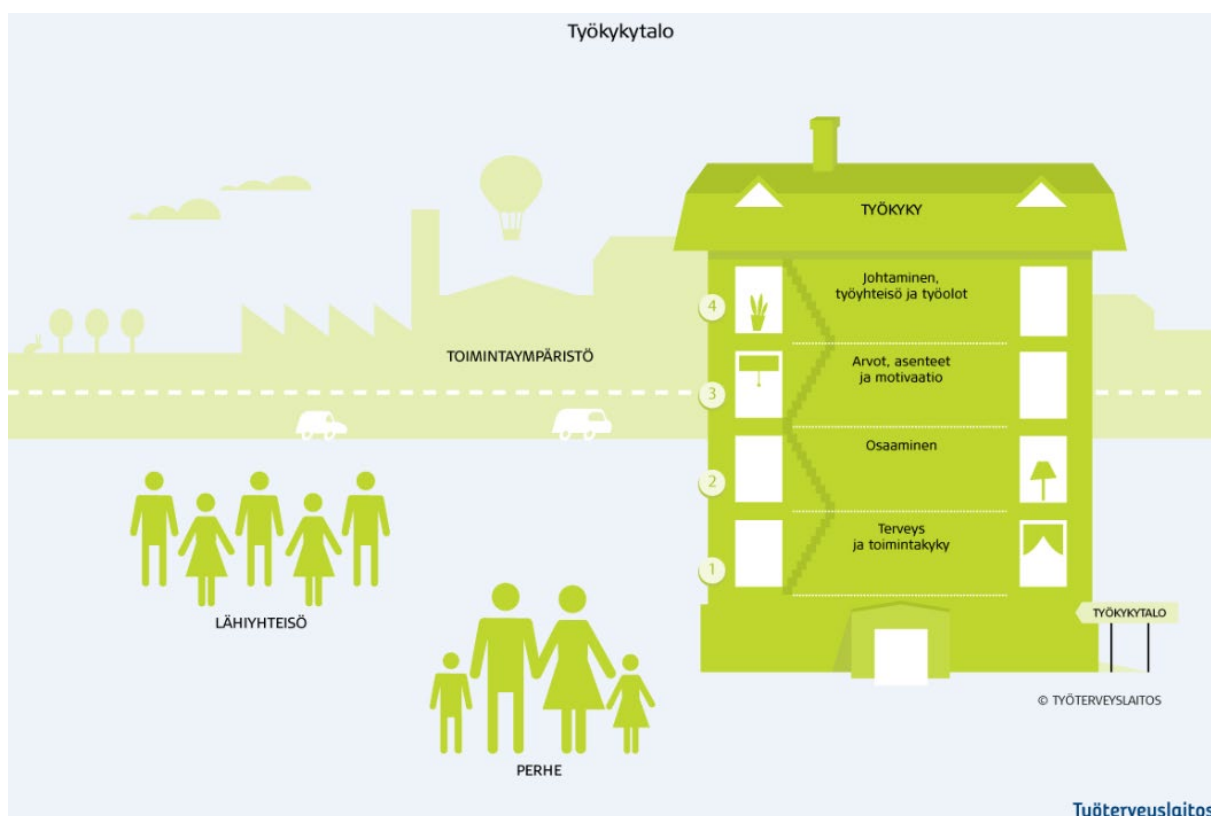 Työkykytalo
TYÖKYKY
4
Johtaminen,
työyhteisö ja työolot
TOIMINTAYMPÄRISTÖ
3
Arvot, asenteet
ja motivaatio
2
Osaaminen
1
Terveys
ja toimintakyky
LÄHIYHTEISÖ
TYÖKYKYTALO
PERHE
© TYÖTERVEYSLAITOS
Työterveyslaitos